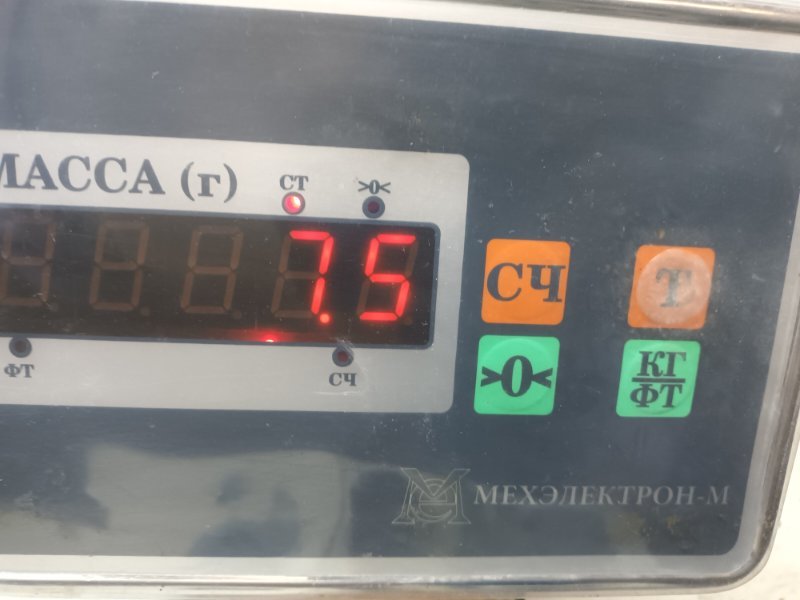 МАССА (г)
СТ
>0<
7.5
ФТ
СЧ
СЧ
Т
>0<
КГ
ФТ
МЕХЭЛЕКТРОН-М